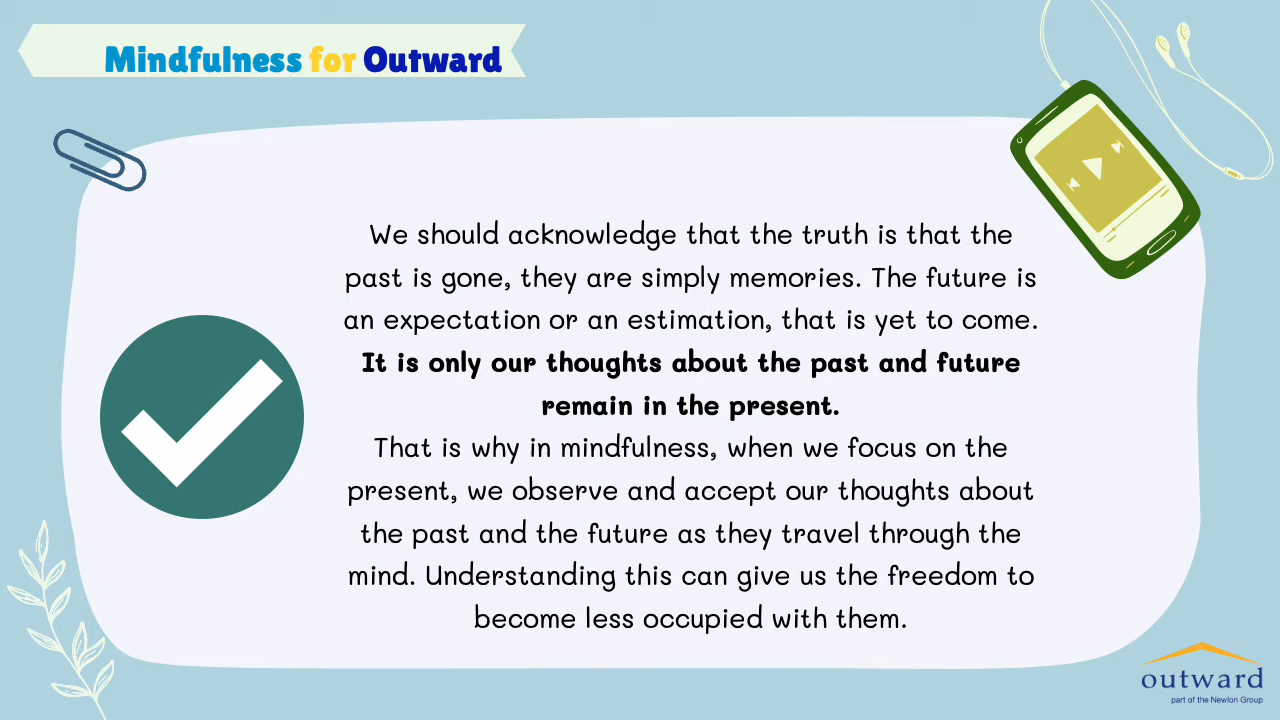 Mindfulness for Outward
We should acknowledge that the truth is that the
past is gone, they are simply memories. The future is
an expectation or an estimation, that is yet to come.
It is only our thoughts about the past and future
remain in the present.
That is why in mindfulness, when we focus on the
present, we observe and accept our thoughts about
the past and the future as they travel through the
mind. Understanding this can give us the freedom to
become less occupied with them.
outward
part of the Newlon Group